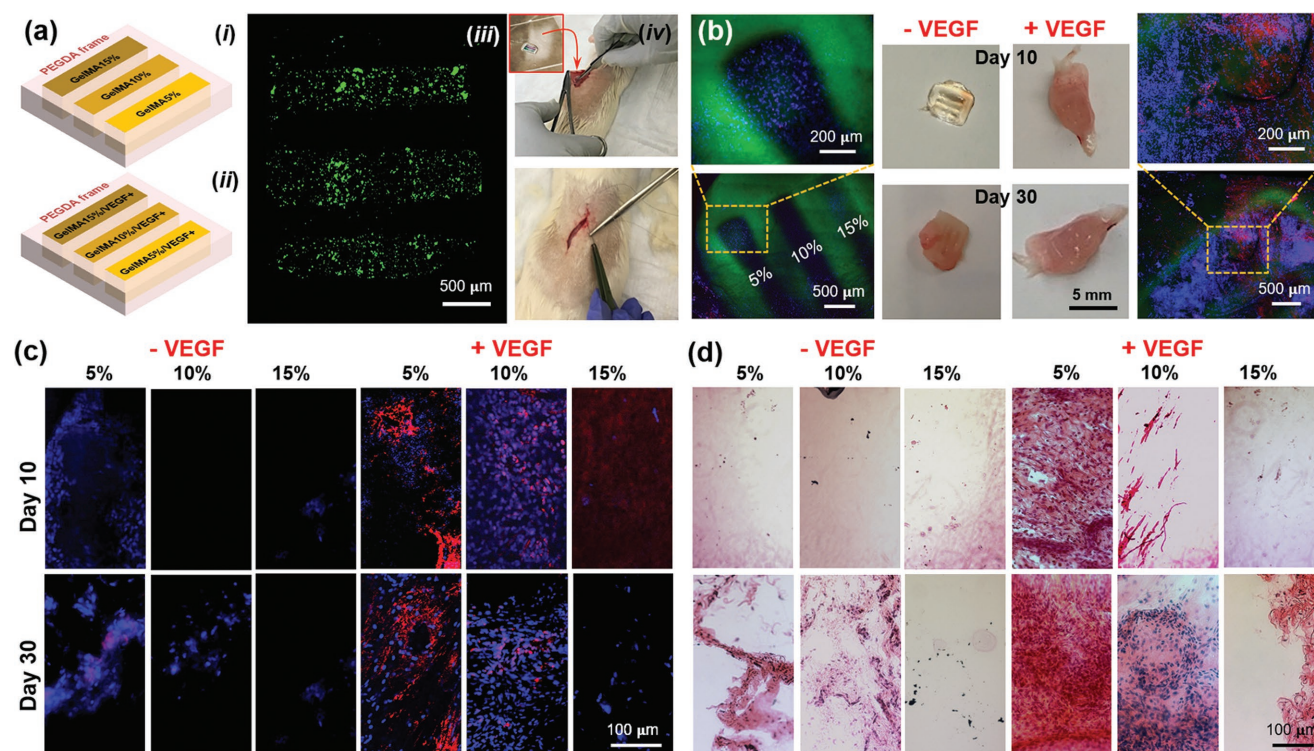 (a)
(i)
PEGDA frame
GelMA15%
GelMA10%
GelMA5%
(ii)
PEGDA frame
GelMA15%/VEGF+
GelMA10%/VEGF+
GelMA5%/VEGF+
(iii)
500 µm
(iv)
(b)
- VEGF
+ VEGF
Day 10
Day 30
200 µm
5%
10%
15%
500 µm
5 mm
200 µm
500 µm
(c)
- VEGF
+ VEGF
5%
10%
15%
5%
10%
15%
Day 10
Day 30
100 µm
(d)
- VEGF
+ VEGF
5%
10%
15%
5%
10%
15%
100 µm